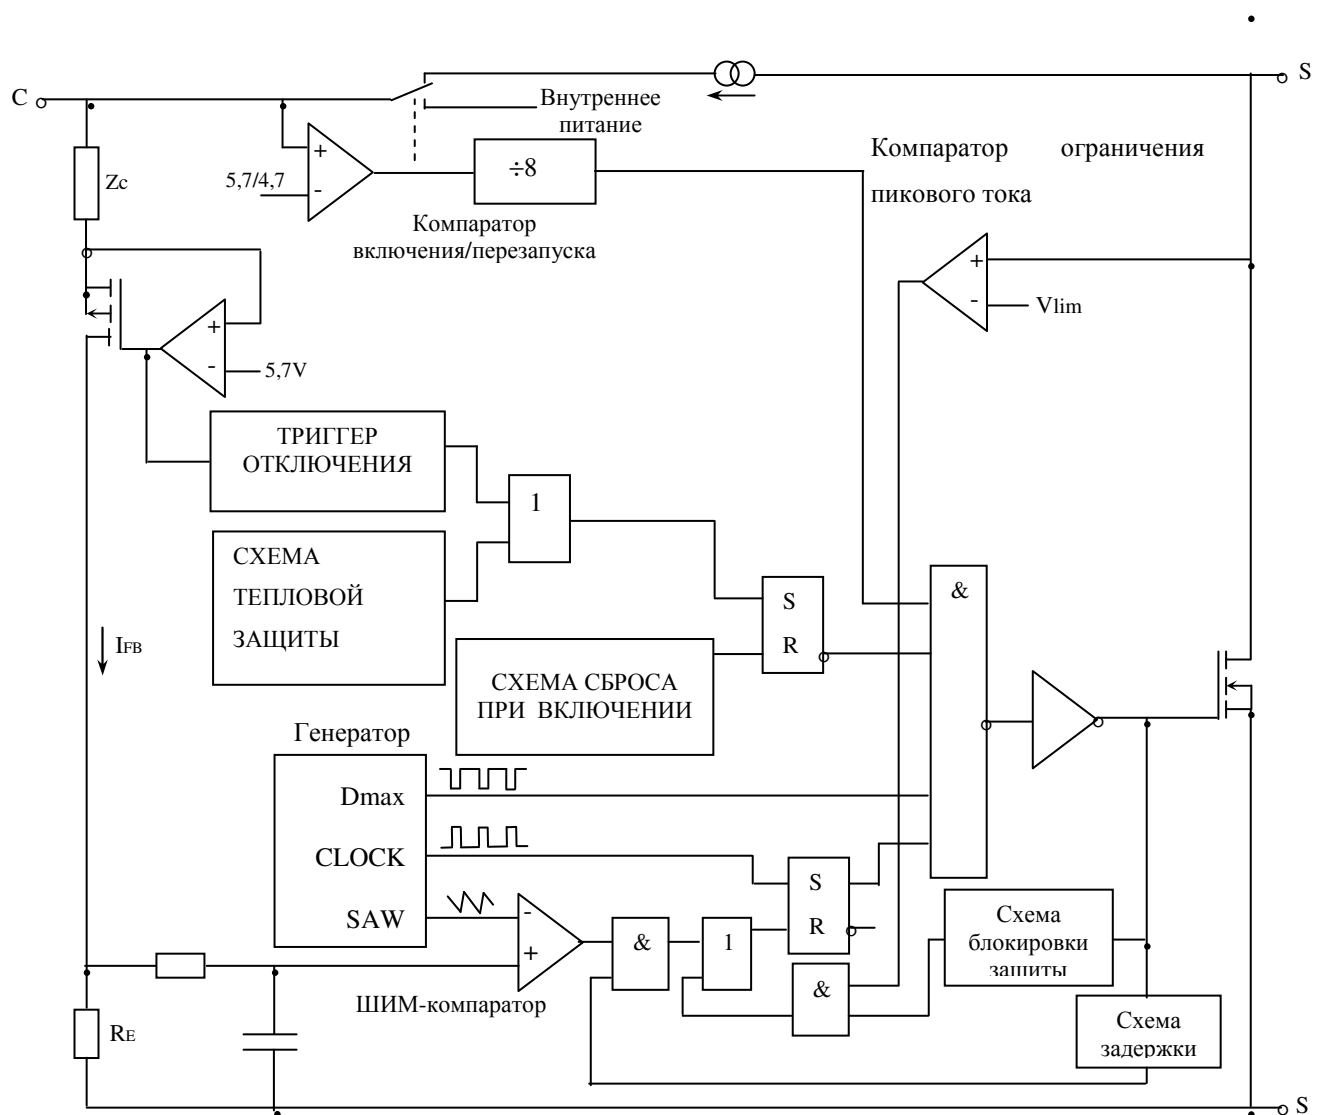 S
C
Внутреннее
питание
Компаратор ограничения
пикового тока
+
5,7/4,7
-
÷8
Zc
Компаратор
включения/перезапуска
+
-
Vlim
+
-
5,7V
ТРИГГЕР
ОТКЛЮЧЕНИЯ
1
СХЕМА
ТЕПЛОВОЙ
ЗАЩИТЫ
&
S
R
IFB
СХЕМА СБРОСА
ПРИ ВКЛЮЧЕНИИ
Генератор
Dmax
CLOCK
SAW
-
+
ШИМ-компаратор
&
1
S
R
&
Схема
блокировки
защиты
Схема
задержки
RE
S